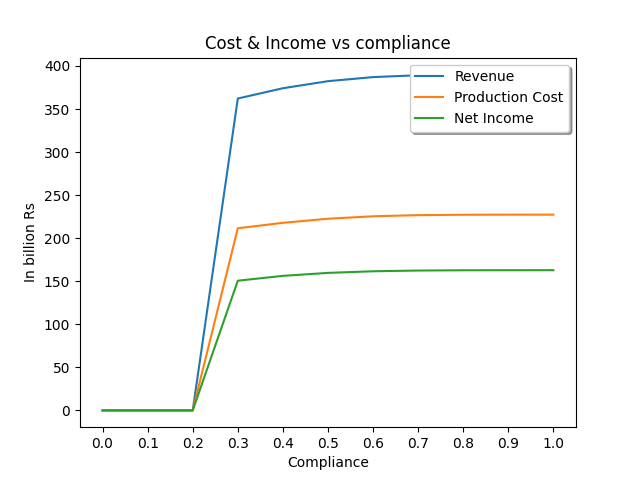 Cost & Income vs compliance
Revenue
Production Cost
Net Income
400
350
300
250
200
150
100
50
0
In billion Rs
0.0 0.1 0.2 0.3 0.4 0.5 0.6 0.7 0.8 0.9 1.0
Compliance